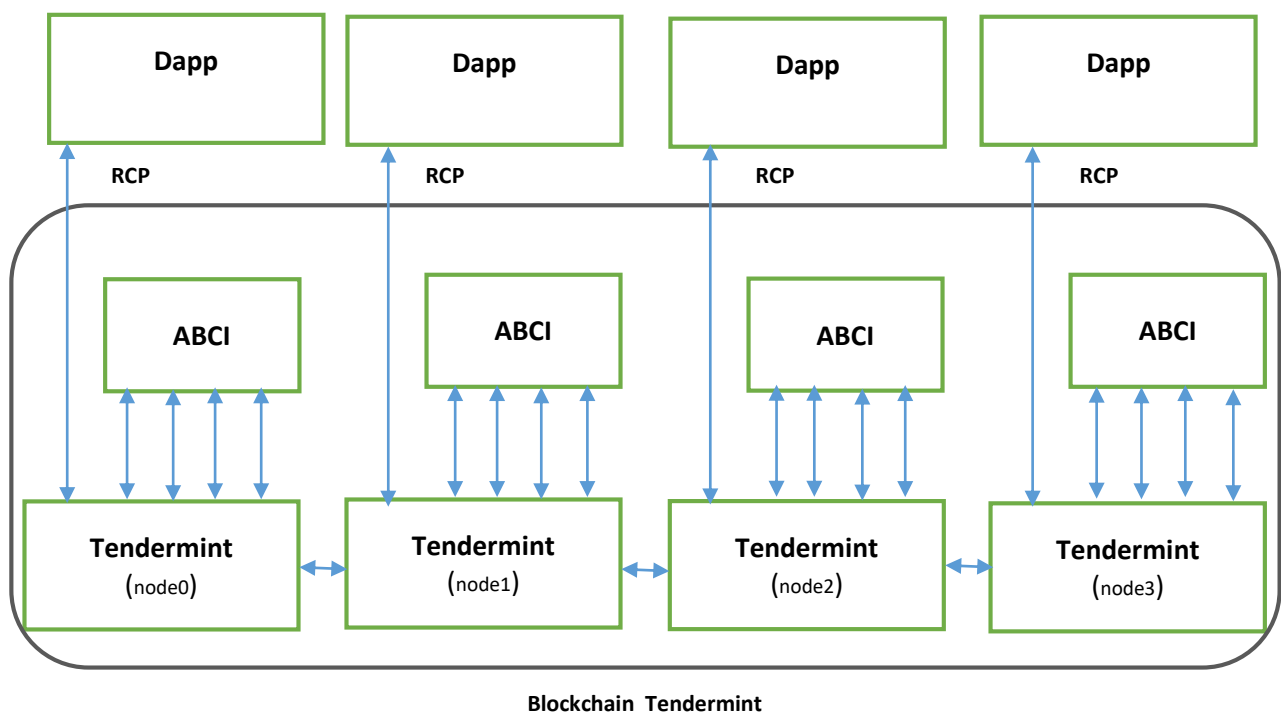 Dapp
Dapp
Dapp
Dapp
RCP
RCP
RCP
RCP
ABCI
ABCI
ABCI
ABCI
Tendermint
(node0)
Tendermint
(node1)
Tendermint
(node2)
Tendermint
(node3)
Blockchain Tendermint